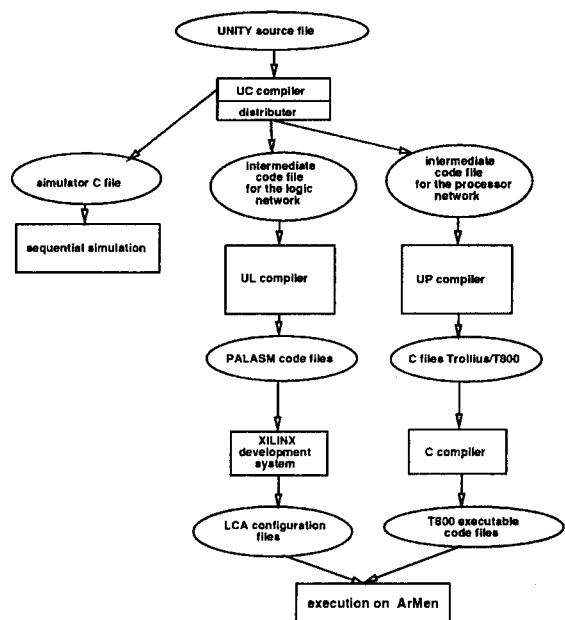 UNITY source file
UC compiler
distributer
simulator C file
intermediate
code file
for the logic
network
intermediate
code file
for the processor
network
sequential simulation
UL compiler
UP compiler
PALASM code files
C files Trollius/T800
XILINX
development
system
C compiler
LCA configuration
files
T800 executable
code files
execution on ArMen